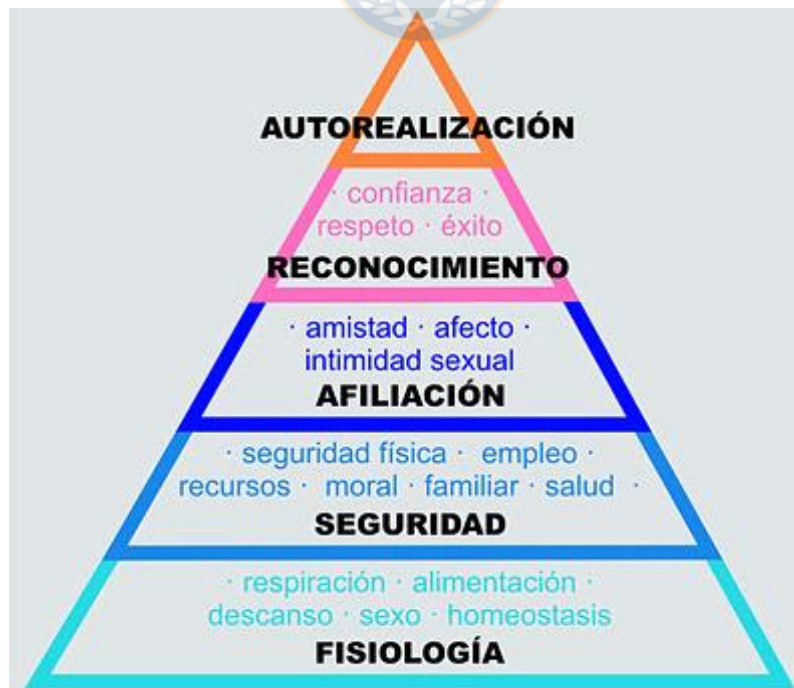 AUTOREALIZACIÓN
· confianza ·
respeto · éxito
RECONOCIMIENTO
· amistad · afecto ·
intimidad sexual
AFILIACIÓN
· seguridad física · empleo ·
recursos · moral · familiar · salud ·
SEGURIDAD
· respiración · alimentación ·
descanso · sexo · homeostasis
FISIOLOGÍA